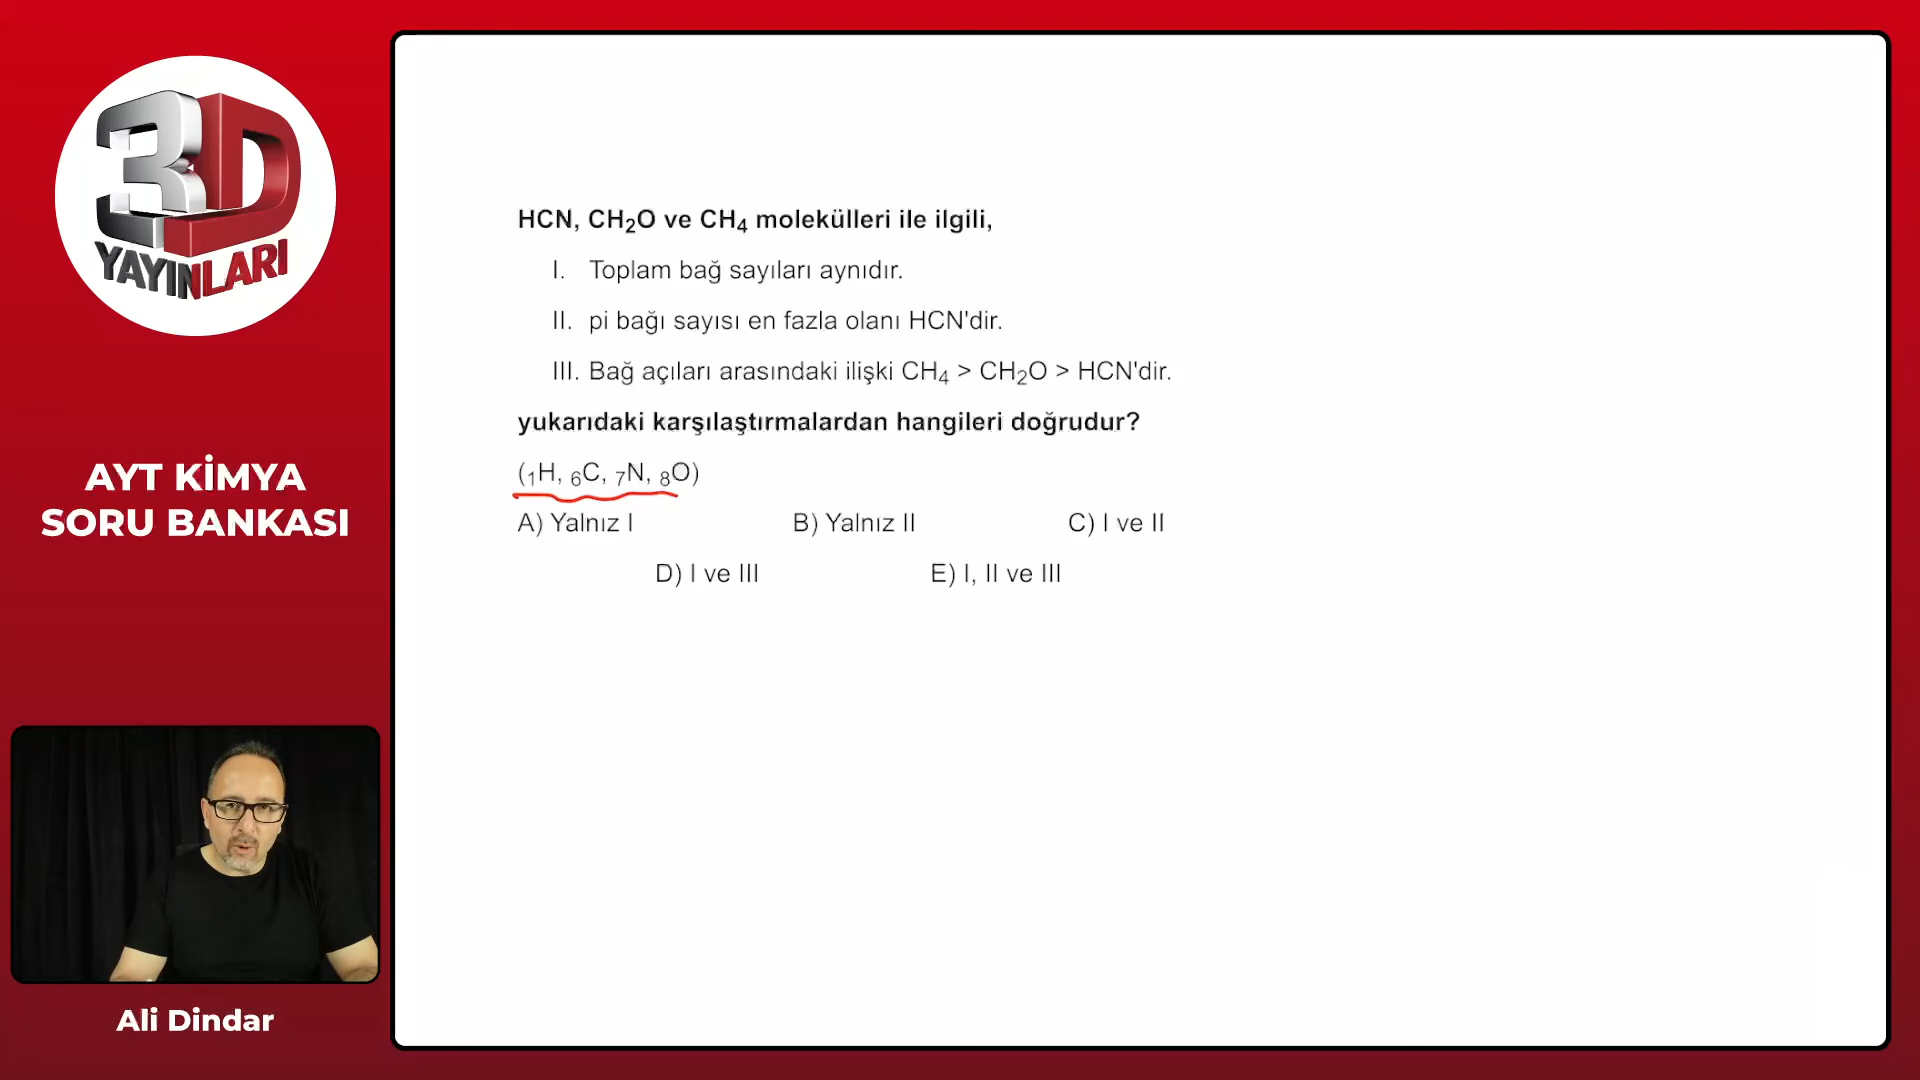 3D
YAYINLARI
AYT KİMYA
SORU BANKASI
Ali Dindar
HCN, CH₂O ve CH₄ molekülleri ile ilgili,
I. Toplam bağ sayıları aynıdır.
II. pi bağı sayısı en fazla olanı HCN'dir.
III. Bağ açıları arasındaki ilişki CH₄ > CH₂O > HCN'dir.
yukarıdaki karşılaştırmalardan hangileri doğrudur?
(₁H, ₆C, ₇N, ₈O)
A) Yalnız I B) Yalnız II C) I ve II
D) I ve III E) I, II ve III